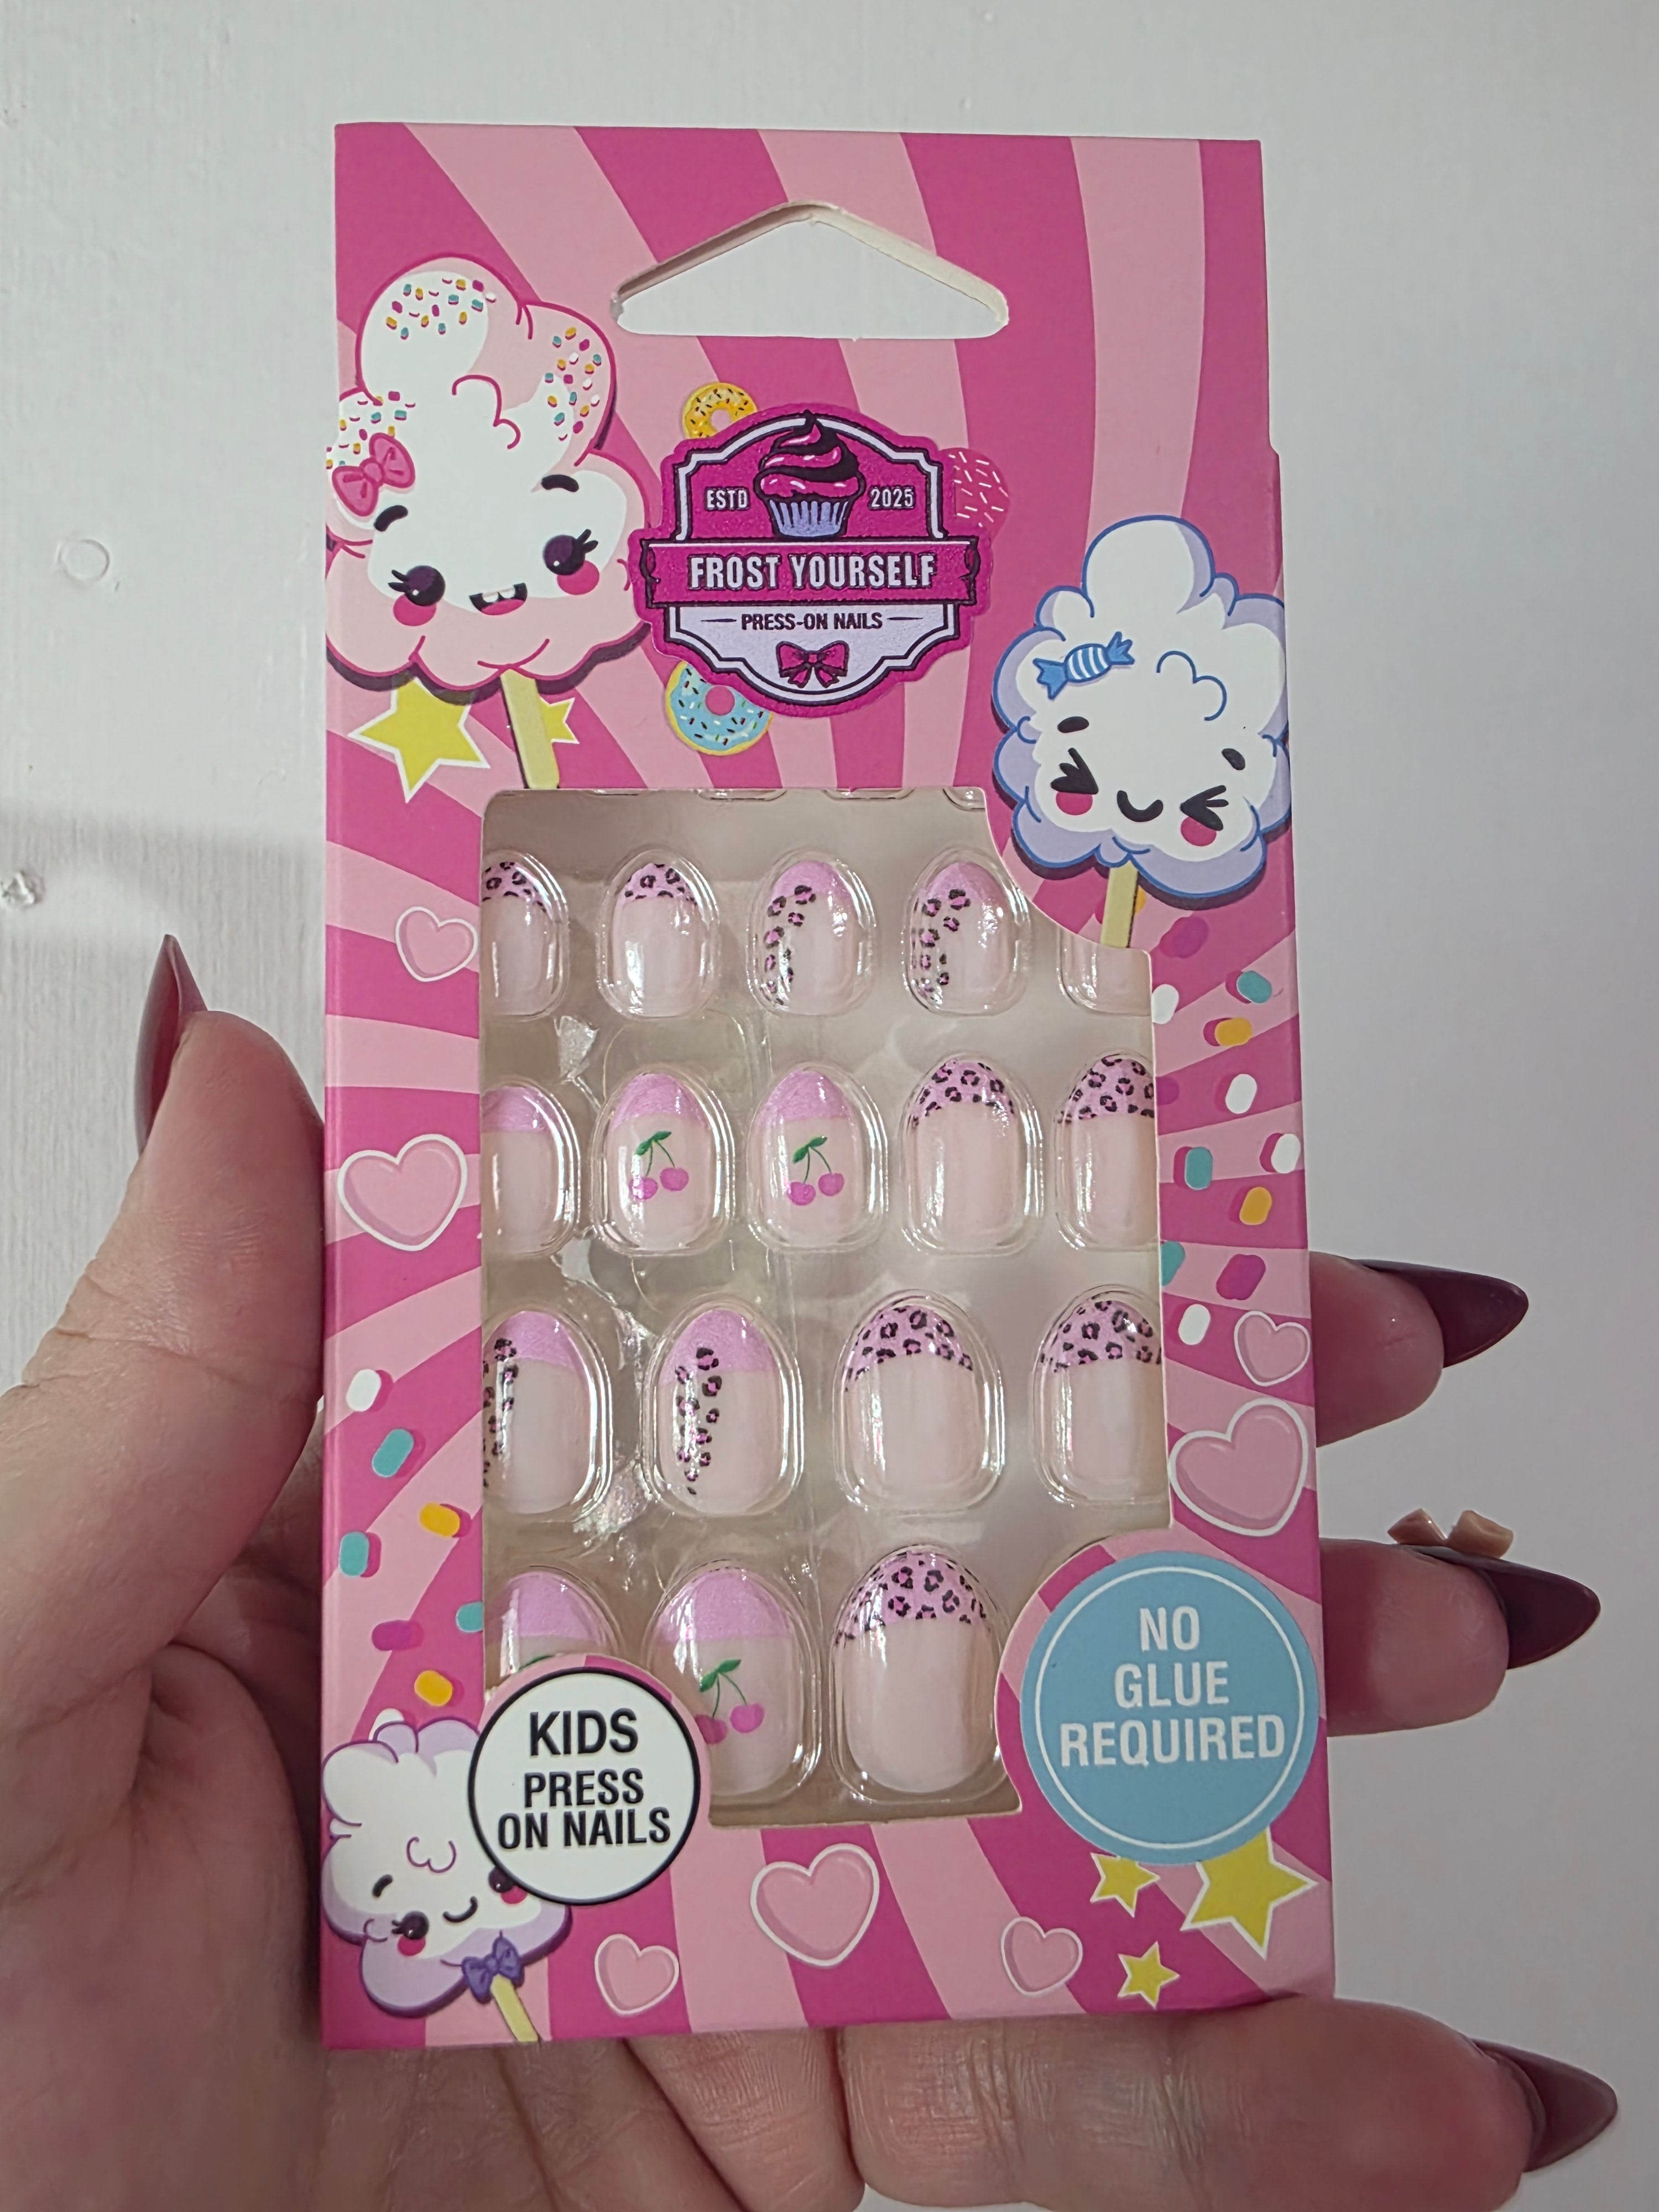 ESTD 2025
FROST YOURSELF
PRESS-ON NAILS
KIDS
PRESS
ON NAILS
NO
GLUE
REQUIRED